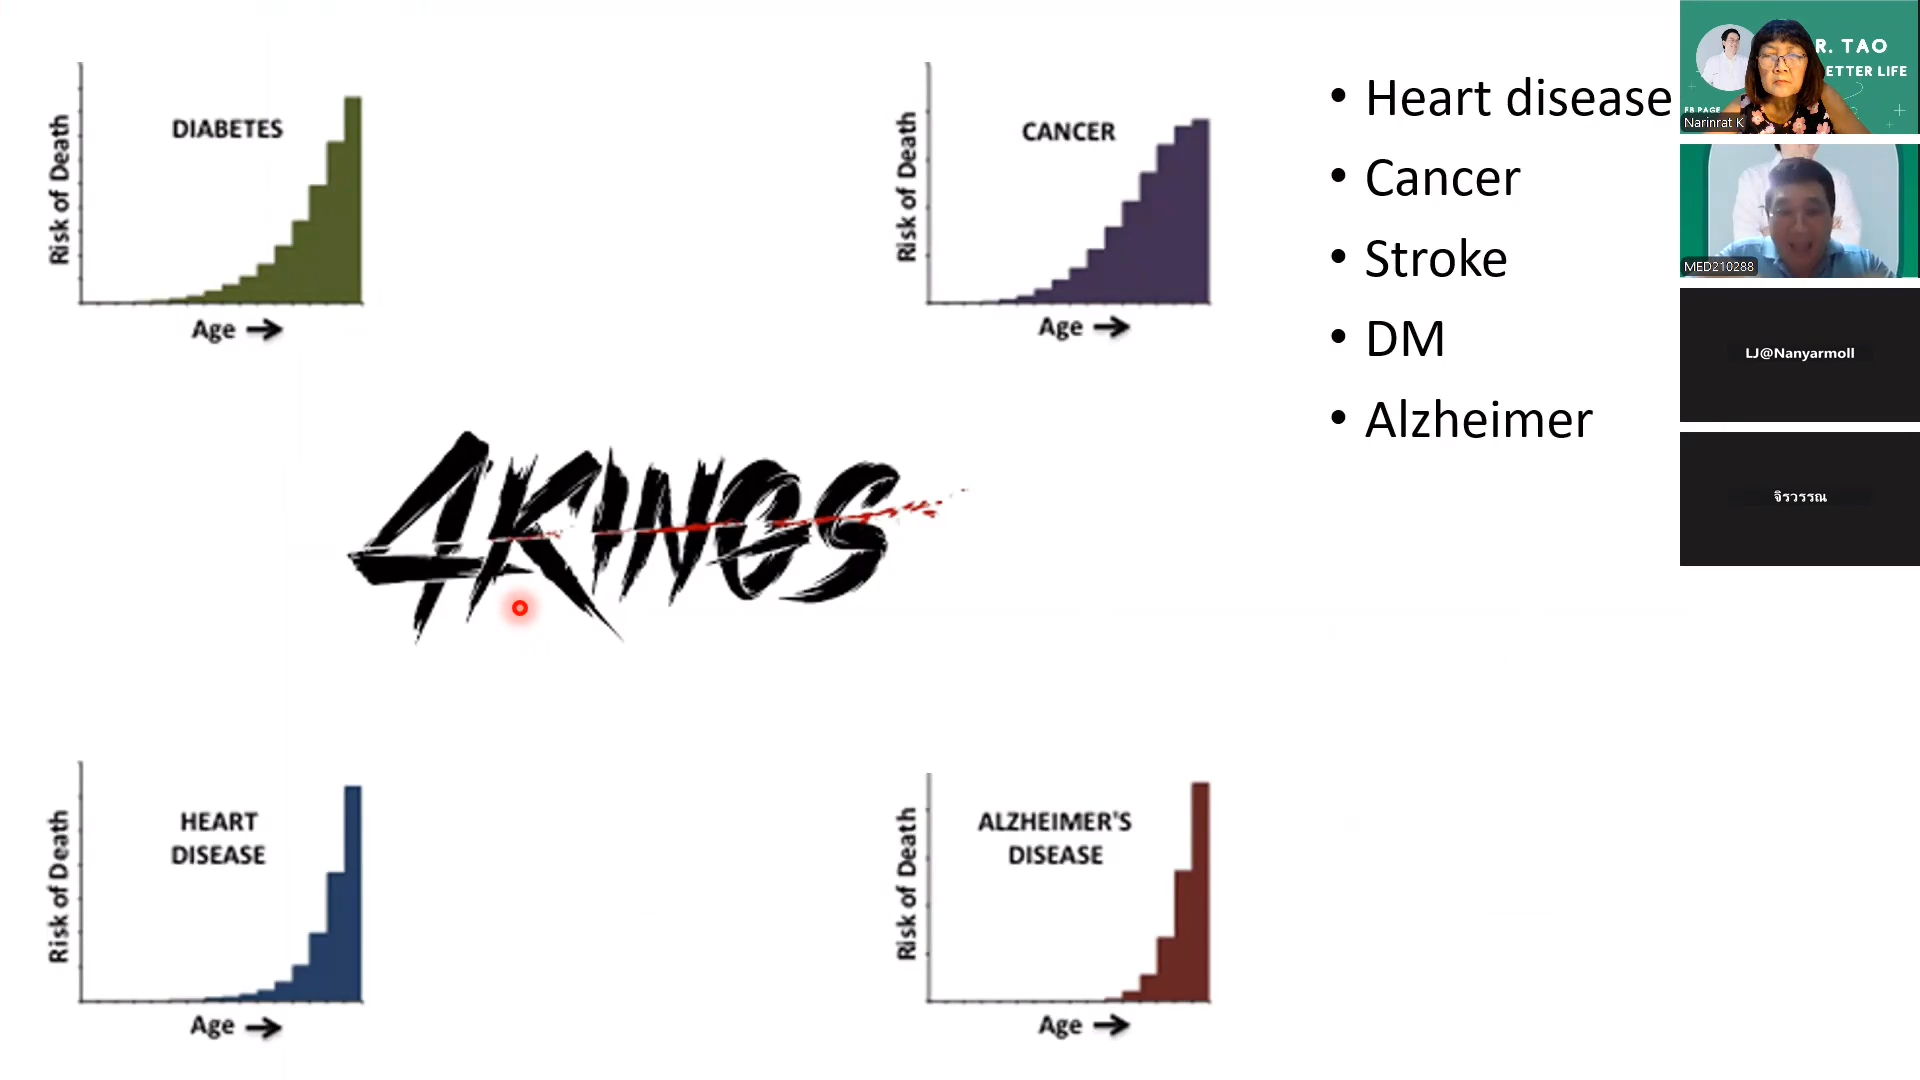 DIABETES
Risk of Death
Age
CANCER
Risk of Death
Age
• Heart disease
• Cancer
• Stroke
• DM
• Alzheimer
4KINGS
HEART
DISEASE
Risk of Death
Age
ALZHEIMER'S
DISEASE
Risk of Death
Age
R. TAO
ETTER LIFE
FB PAGE
Narinrat K
MED210288
LJ@Nanyarmoll
จิรวรรณ